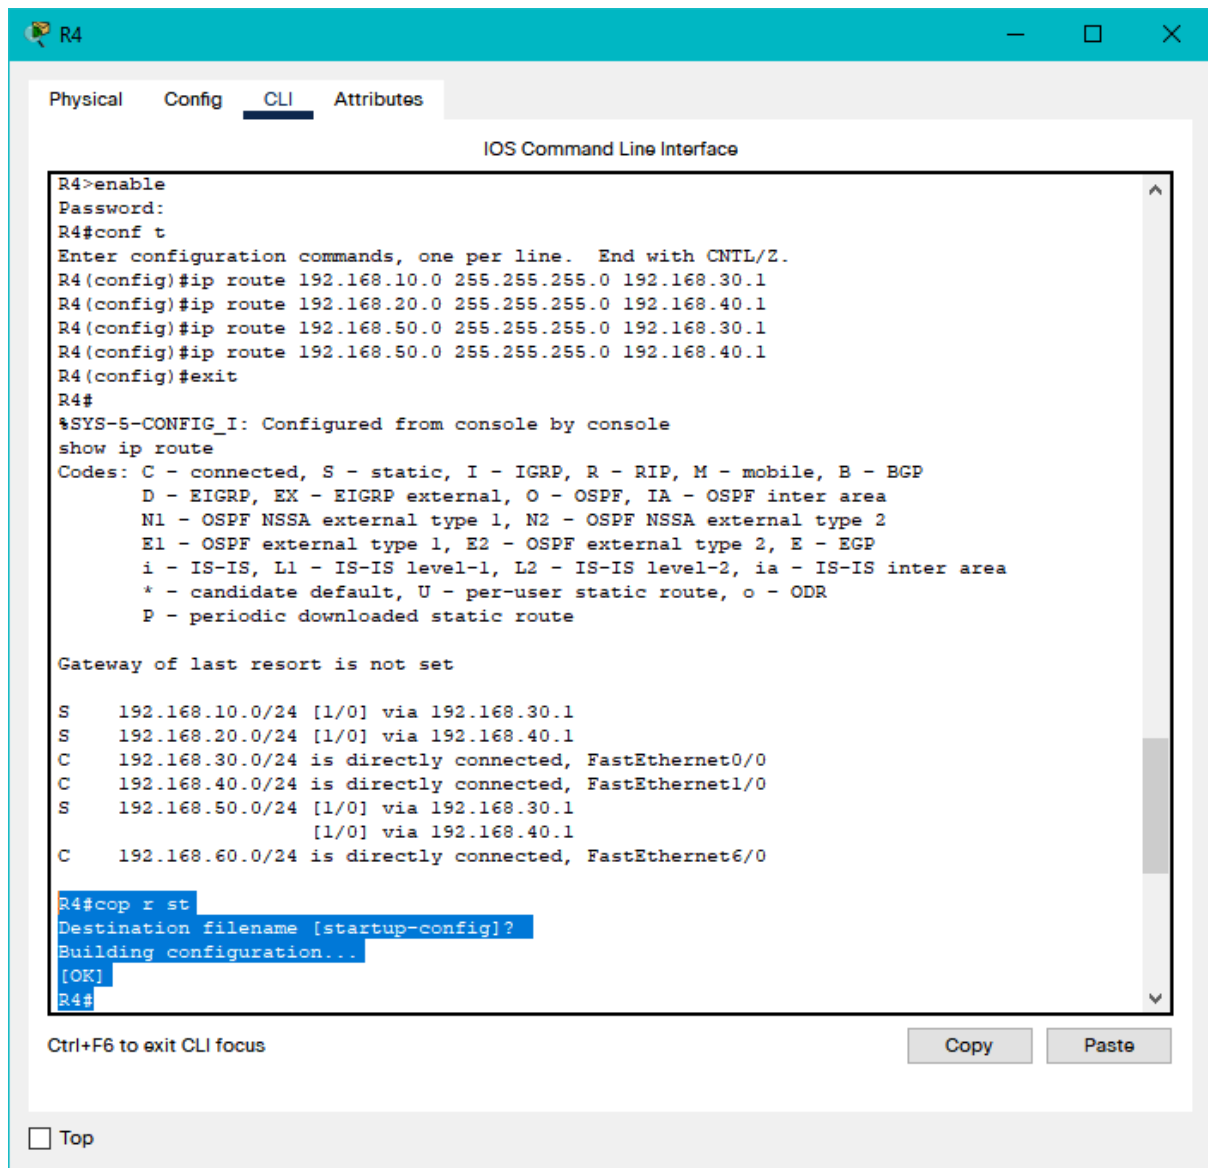 R4
Physical Config CLI Attributes
IOS Command Line Interface
R4>enable
Password:
R4#conf t
Enter configuration commands, one per line.  End with CNTL/Z.
R4(config)#ip route 192.168.10.0 255.255.255.0 192.168.30.1
R4(config)#ip route 192.168.20.0 255.255.255.0 192.168.40.1
R4(config)#ip route 192.168.50.0 255.255.255.0 192.168.30.1
R4(config)#ip route 192.168.50.0 255.255.255.0 192.168.40.1
R4(config)#exit
R4#
%SYS-5-CONFIG_I: Configured from console by console
show ip route
Codes: C - connected, S - static, I - IGRP, R - RIP, M - mobile, B - BGP
       D - EIGRP, EX - EIGRP external, O - OSPF, IA - OSPF inter area
       N1 - OSPF NSSA external type 1, N2 - OSPF NSSA external type 2
       E1 - OSPF external type 1, E2 - OSPF external type 2, E - EGP
       i - IS-IS, L1 - IS-IS level-1, L2 - IS-IS level-2, ia - IS-IS inter area
       * - candidate default, U - per-user static route, o - ODR
       P - periodic downloaded static route
Gateway of last resort is not set
S    192.168.10.0/24 [1/0] via 192.168.30.1
S    192.168.20.0/24 [1/0] via 192.168.40.1
C    192.168.30.0/24 is directly connected, FastEthernet0/0
C    192.168.40.0/24 is directly connected, FastEthernet1/0
S    192.168.50.0/24 [1/0] via 192.168.30.1
                     [1/0] via 192.168.40.1
C    192.168.60.0/24 is directly connected, FastEthernet6/0
R4#cop r st
Destination filename [startup-config]?
Building configuration...
[OK]
R4#
Ctrl+F6 to exit CLI focus
Copy
Paste
Top